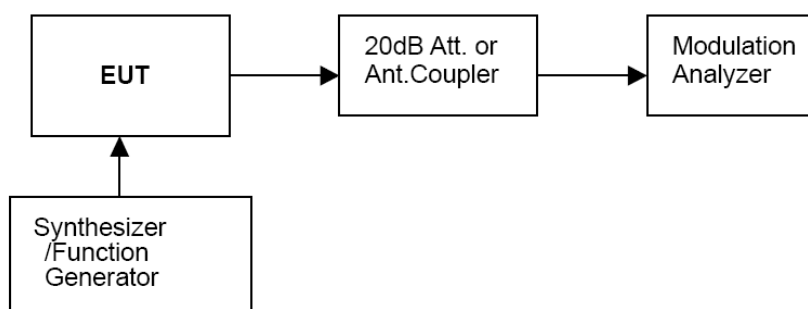 EUT
20dB Att. or
Ant.Coupler
Modulation
Analyzer
Synthesizer
/Function
Generator